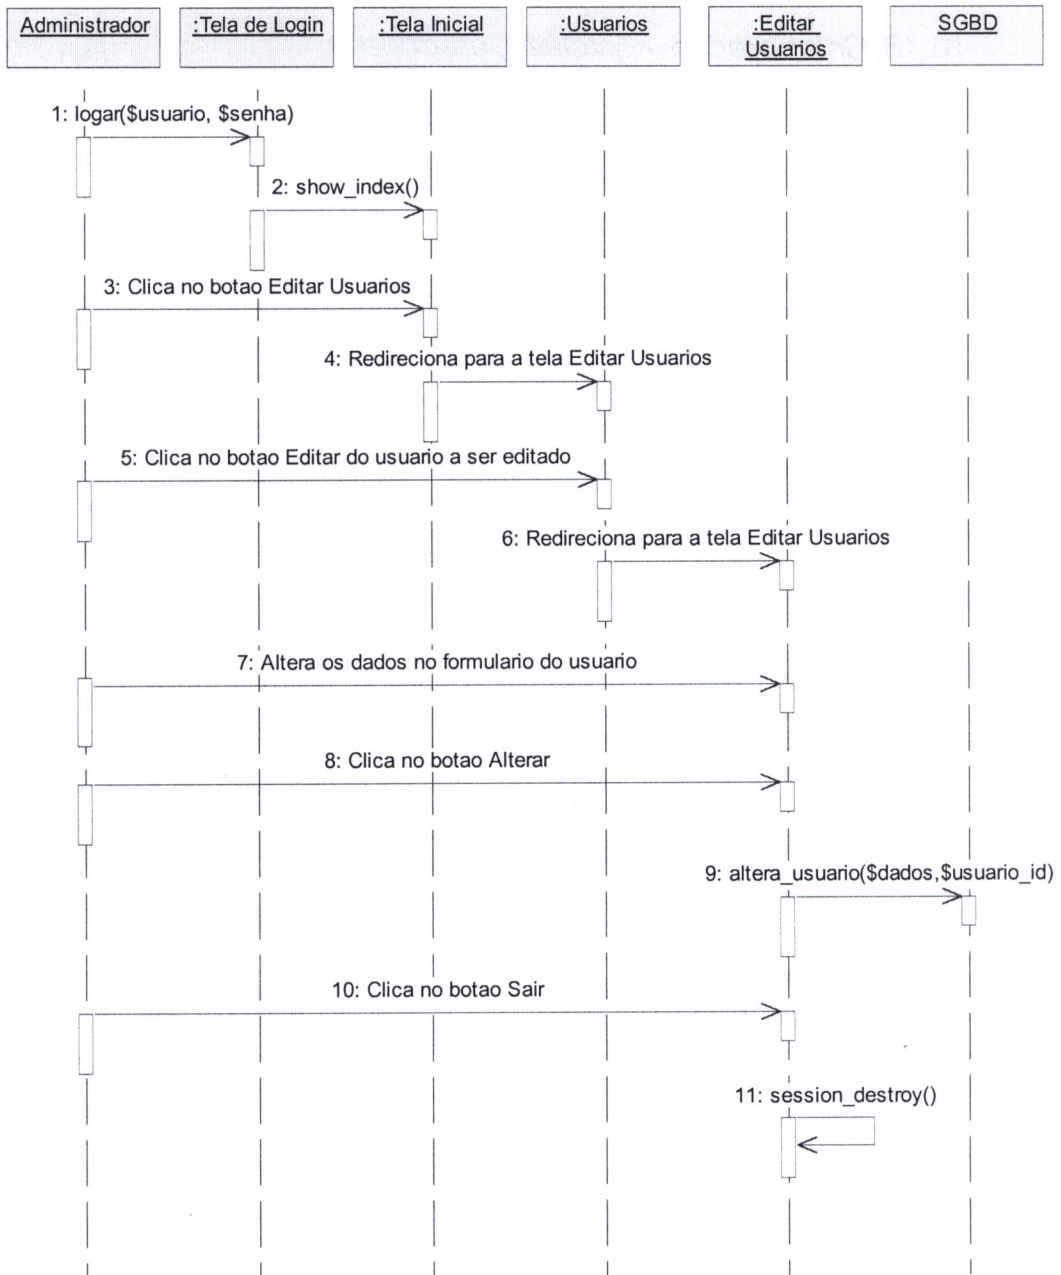 Administrador
:Tela de Login
:Tela Inicial
:Usuarios
:Editar
Usuarios
SGBD
1: logar($usuario, $senha)
2: show_index()
3: Clica no botao Editar Usuarios
4: Redireciona para a tela Editar Usuarios
5: Clica no botao Editar do usuario a ser editado
6: Redireciona para a tela Editar Usuarios
7: Altera os dados no formulario do usuario
8: Clica no botao Alterar
9: altera_usuario($dados,$usuario_id)
10: Clica no botao Sair
11: session_destroy()